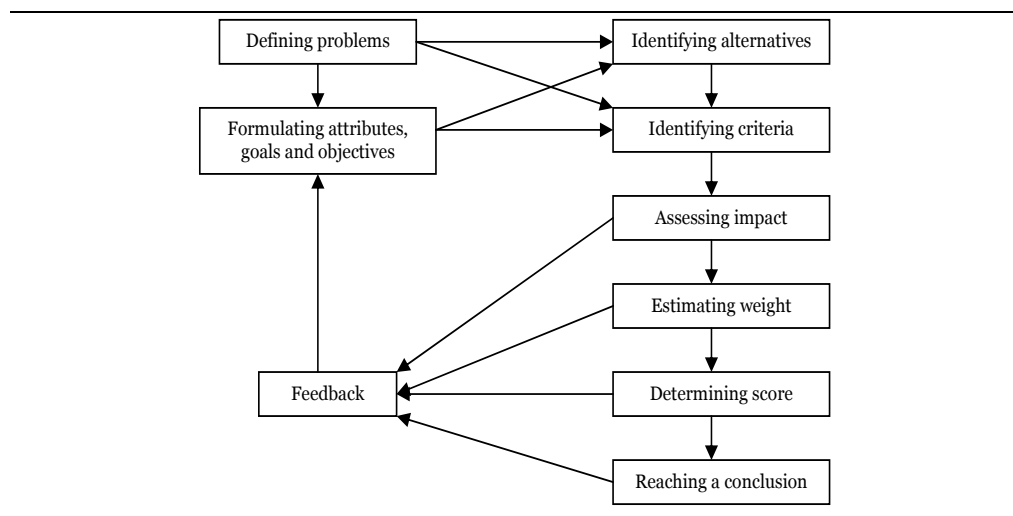 Defining problems
Identifying alternatives
Formulating attributes,
goals and objectives
Identifying criteria
Assessing impact
Estimating weight
Feedback
Determining score
Reaching a conclusion